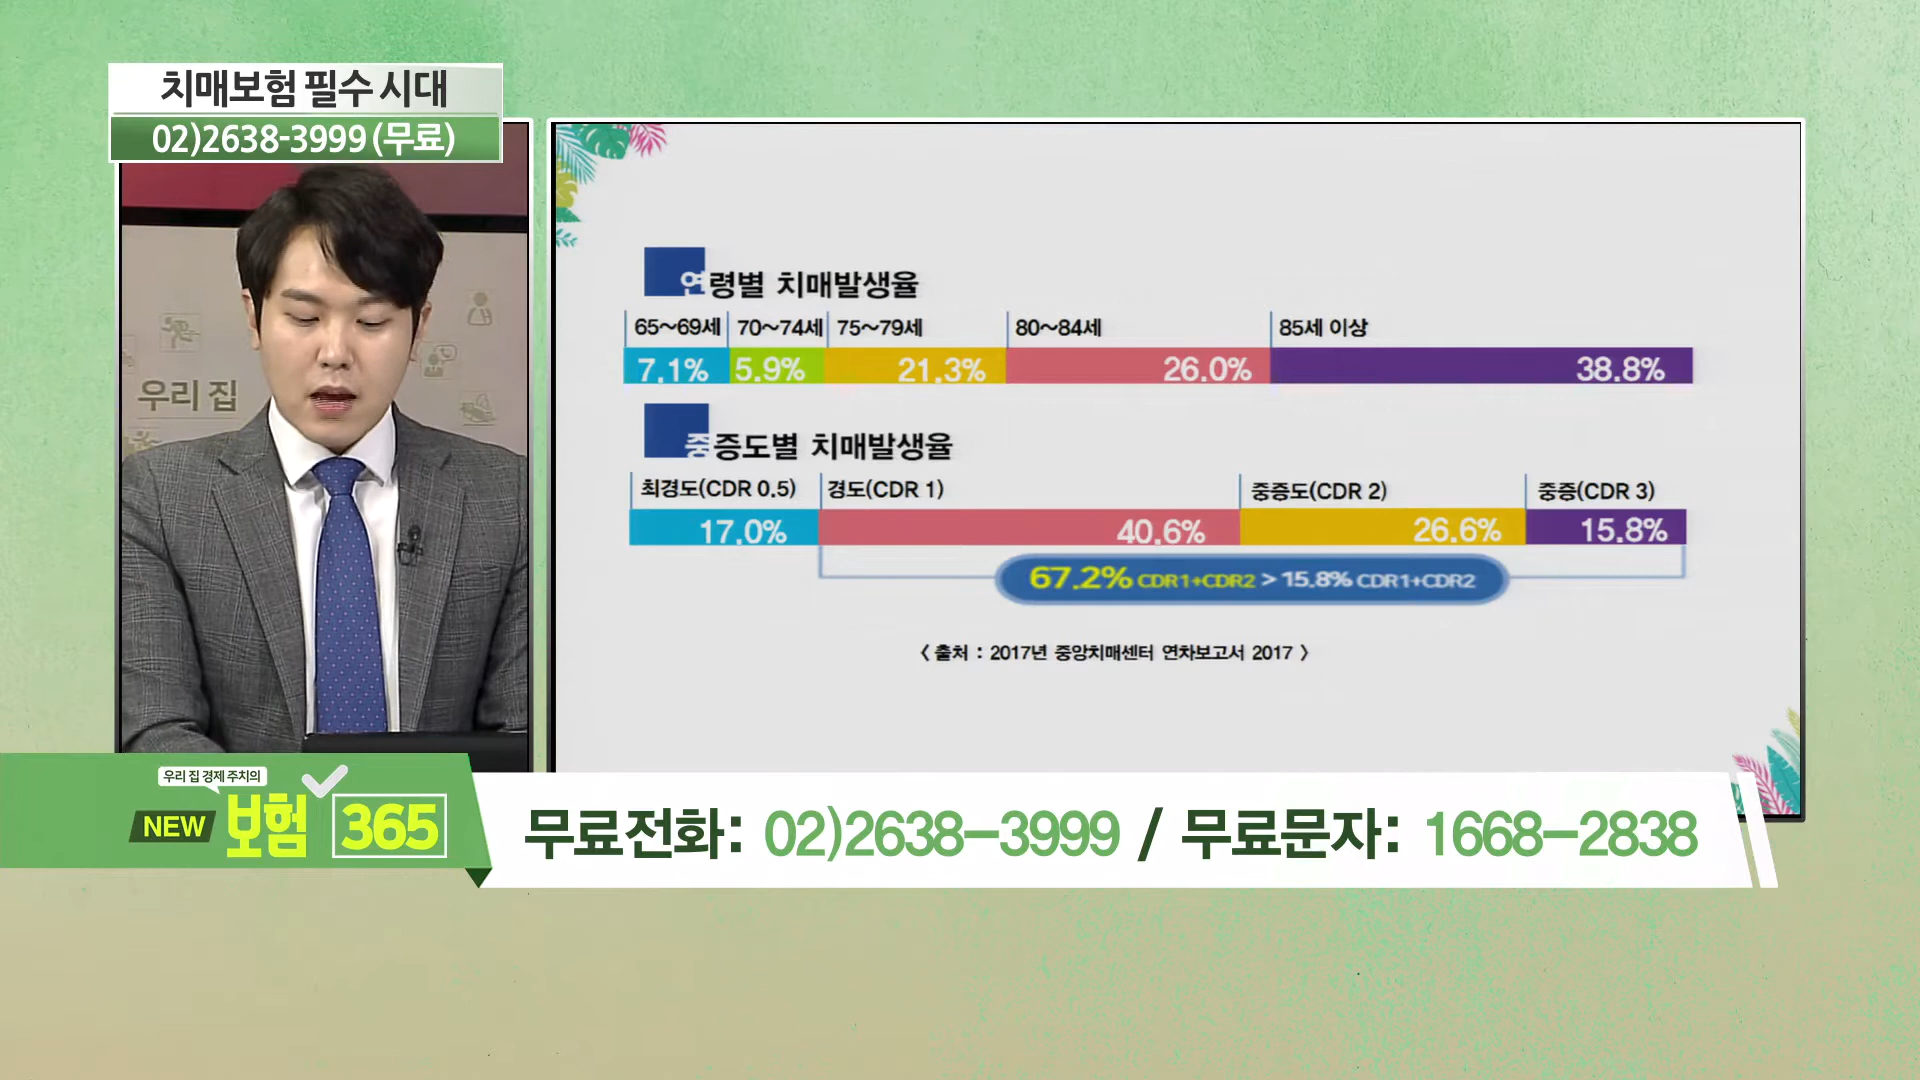 치매보험 필수 시대
02)2638-3999 (무료)
우리 집
연령별 치매발생율
65~69세 70~74세 75~79세 80~84세 85세 이상
7.1% 5.9% 21.3% 26.0% 38.8%
중증도별 치매발생율
최경도(CDR 0.5) 경도(CDR 1) 중증도(CDR 2) 중증(CDR 3)
17.0% 40.6% 26.6% 15.8%
67.2% CDR1+CDR2 > 15.8% CDR1+CDR2
< 출처 : 2017년 중앙치매센터 연차보고서 2017 >
우리 집 경제 주치의
NEW 보험 365
무료전화: 02)2638-3999 / 무료문자: 1668-2838